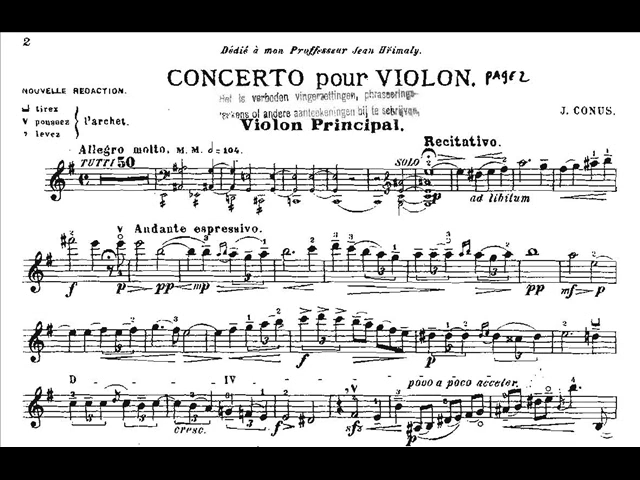 2
Dédié à mon Proffesseur Jean Hřimaly.
CONCERTO pour VIOLON. PAGE 2
NOUVELLE REDACTION.
Het is verboden vingerzettingen, phraseerings-
tirez
V poussez l'archet.
, levez
tekens of andere aanteekeningen bij te schrijven
J. CONUS.
Violon Principal.
Allegro molto. M. M. = 104.
Recitativo.
TUTTI 50
SOLO
p
ad libitum
Andante espressivo.
f p pp mp pp mf p
f p
D - - IV
poco a poco acceler.
cresc. f sfs p